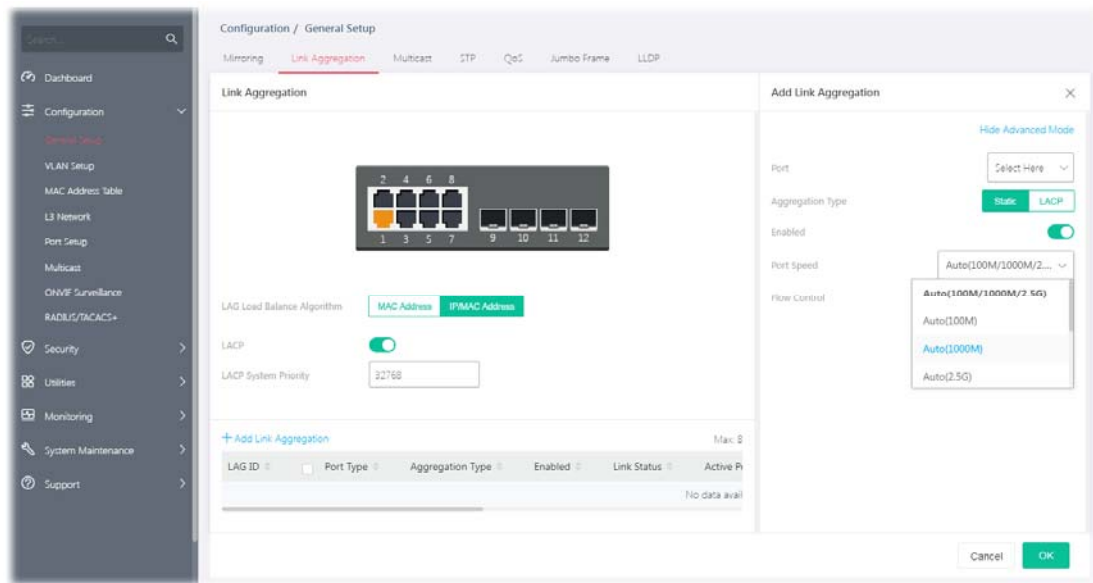 Search...
Dashboard
Configuration
General Setup
VLAN Setup
MAC Address Table
L3 Network
Port Setup
Multicast
ONVIF Surveillance
RADIUS/TACACS+
Security
Utilities
Monitoring
System Maintenance
Support
Configuration / General Setup
Mirroring Link Aggregation Multicast STP QoS Jumbo Frame LLDP
Link Aggregation
2 4 6 8
1 3 5 7 9 10 11 12
LAG Load Balance Algorithm MAC Address IP/MAC Address
LACP
LACP System Priority 32768
+ Add Link Aggregation Max: 8
LAG ID Port Type Aggregation Type Enabled Link Status Active P
No data avail
Add Link Aggregation
Hide Advanced Mode
Port Select Here
Aggregation Type Static LACP
Enabled
Port Speed Auto(100M/1000M/2....
Flow Control
Auto(100M/1000M/2.5G)
Auto(100M)
Auto(1000M)
Auto(2.5G)
Cancel OK